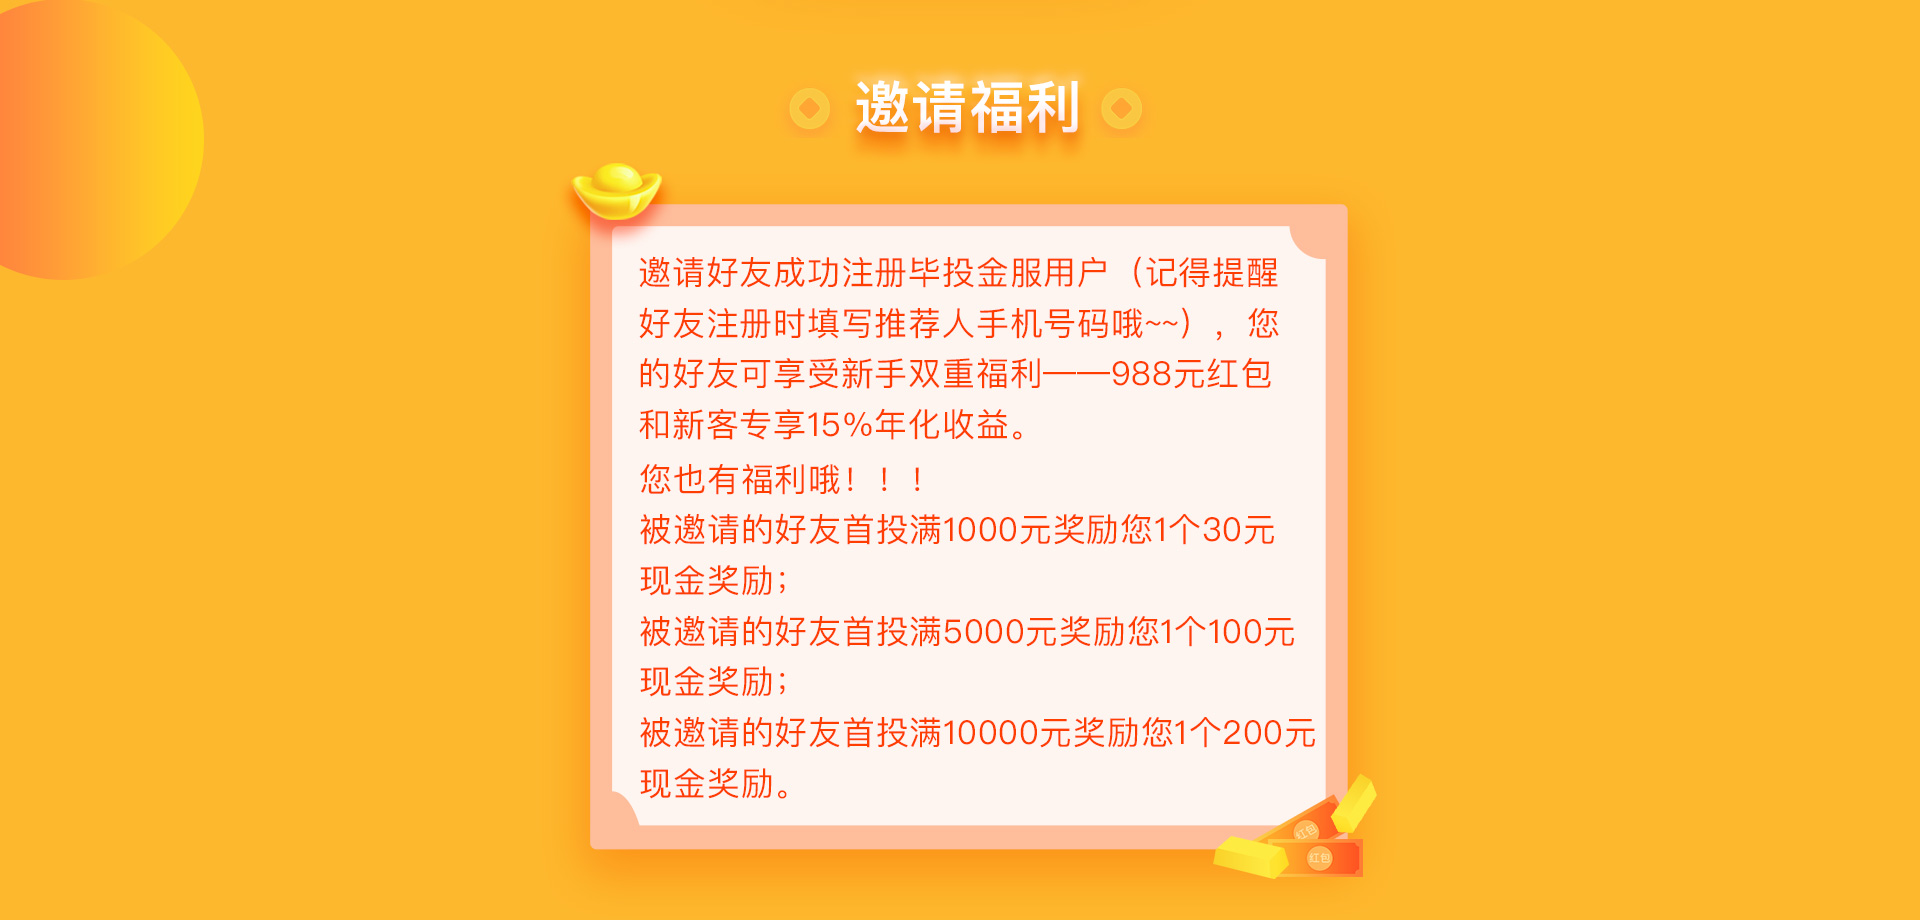 邀请福利
邀请好友成功注册毕投金服用户（记得提醒
好友注册时填写推荐人手机号码哦~~），您
的好友可享受新手双重福利——988元红包
和新客专享15%年化收益。
您也有福利哦！！！
被邀请的好友首投满1000元奖励您1个30元
现金奖励；
被邀请的好友首投满5000元奖励您1个100元
现金奖励；
被邀请的好友首投满10000元奖励您1个200元
现金奖励。
红包
红包